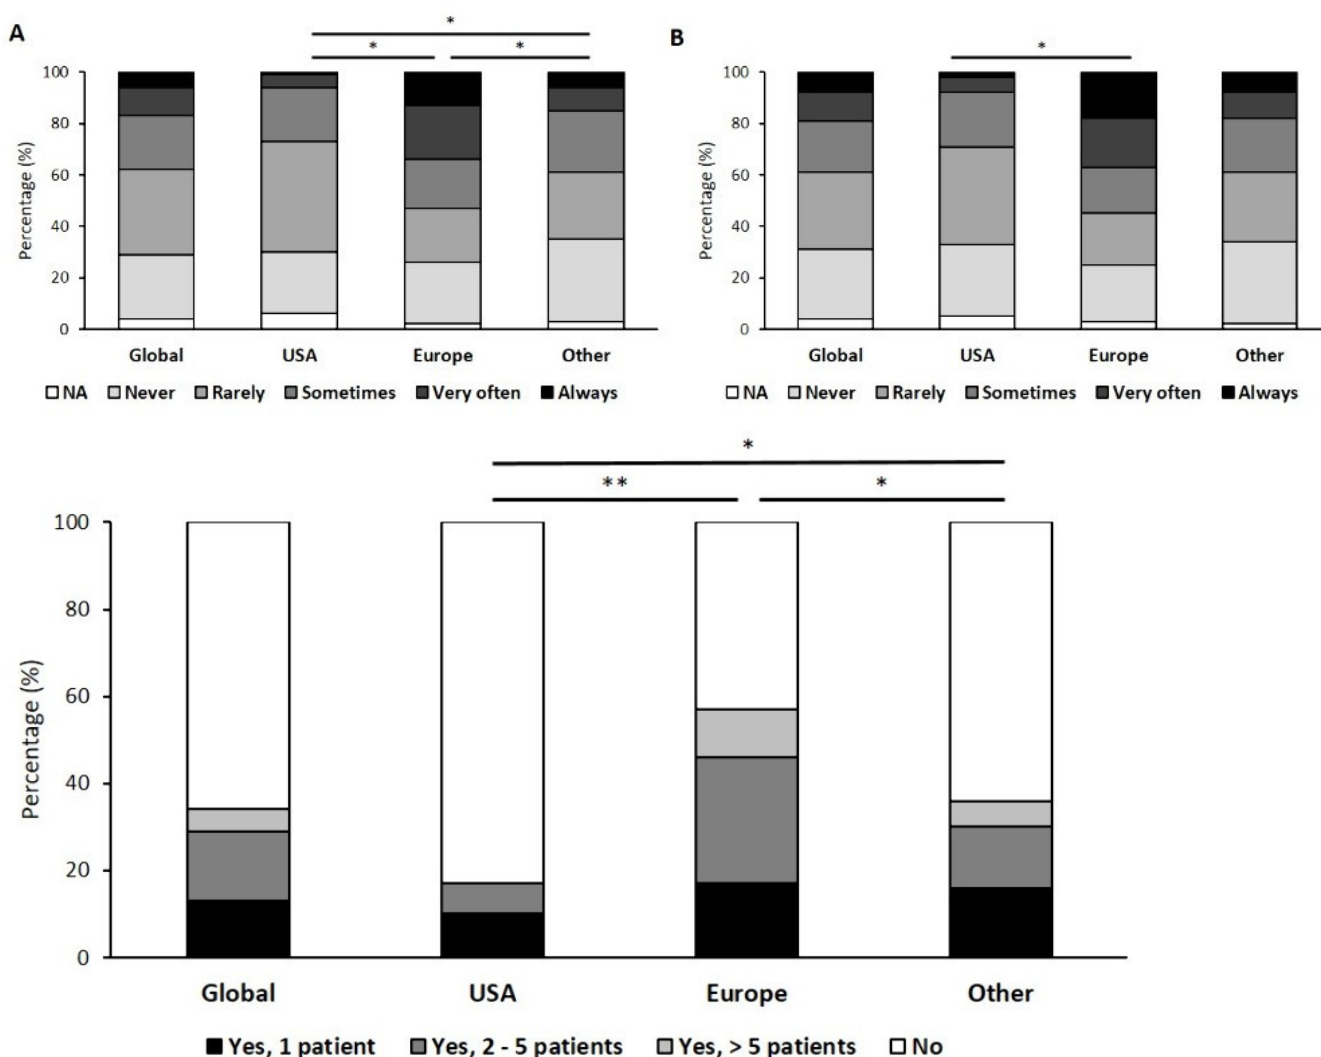 A
*
*
*
100
80
60
40
20
0
Percentage (%)
Global USA Europe Other
NA Never Rarely Sometimes Very often Always
B
*
100
80
60
40
20
0
Percentage (%)
Global USA Europe Other
NA Never Rarely Sometimes Very often Always
*
** *
100
80
60
40
20
0
Percentage (%)
Global USA Europe Other
Yes, 1 patient Yes, 2 - 5 patients Yes, > 5 patients No